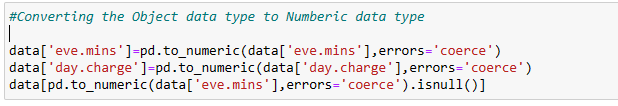 #Converting the Object data type to Numberic data type
data['eve.mins']=pd.to_numeric(data['eve.mins'],errors='coerce')
data['day.charge']=pd.to_numeric(data['day.charge'],errors='coerce')
data[pd.to_numeric(data['eve.mins'],errors='coerce').isnull()]